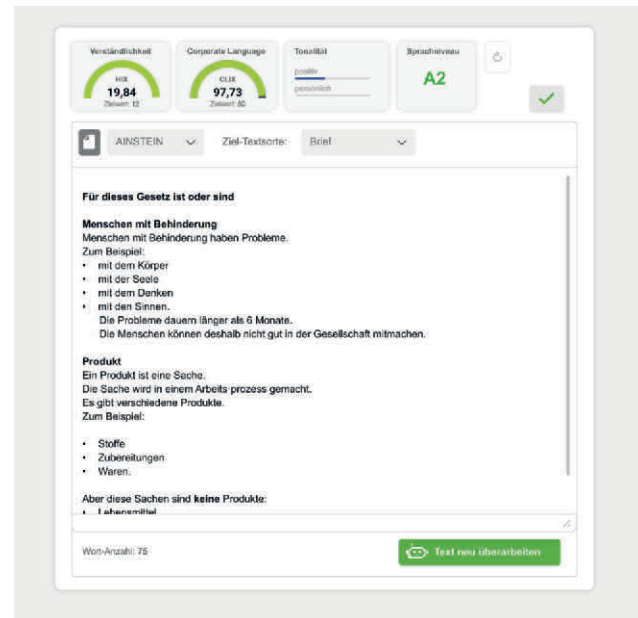 Verständlichkeit
HIX
19,84
Zielwert: 12
Corporate Language
CLIX
97,73
Zielwert: 80
Tonalität
positiv
persönlich
Sprachniveau
A2
AINSTEIN
Ziel-Textsorte:
Brief
Für dieses Gesetz ist oder sind
Menschen mit Behinderung
Menschen mit Behinderung haben Probleme.
Zum Beispiel:
• mit dem Körper
• mit der Seele
• mit dem Denken
• mit den Sinnen.
Die Probleme dauern länger als 6 Monate.
Die Menschen können deshalb nicht gut in der Gesellschaft mitmachen.
Produkt
Ein Produkt ist eine Sache.
Die Sache wird in einem Arbeits·prozess gemacht.
Es gibt verschiedene Produkte.
Zum Beispiel:
• Stoffe
• Zubereitungen
• Waren.
Aber diese Sachen sind keine Produkte:
• Lebensmittel
Wort-Anzahl: 75
Text neu überarbeiten